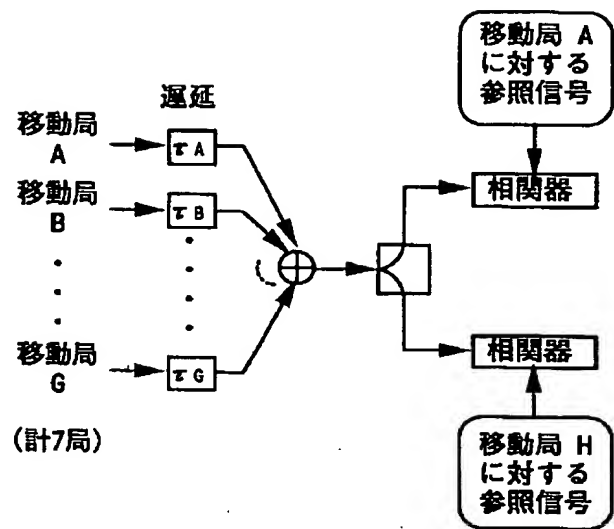 移動局 A
に対する
参照信号
遅延
移動局
A
τA
相関器
移動局
B
τB
移動局
G
τG
相関器
(計7局)
移動局 H
に対する
参照信号